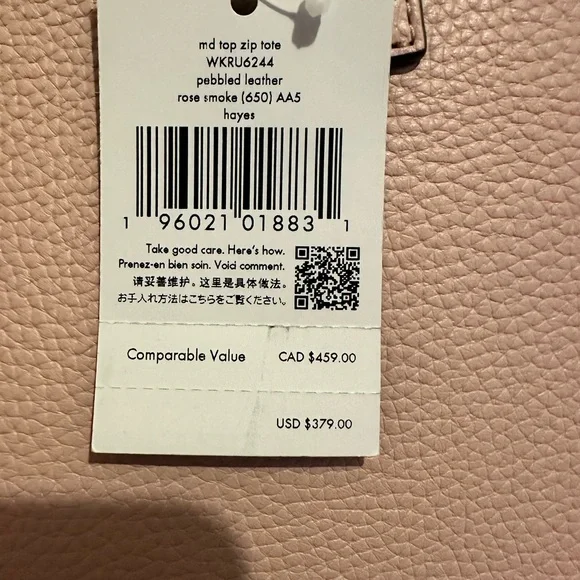 md top zip tote
WKRU6244
pebbled leather
rose smoke (650) AA5
hayes
1 96021 01883 1
Take good care. Here's how.
Prenez-en bien soin. Void comment.
请妥善维护。这里是具体做法。
お手入れ方法はこちらをご覧ください。
Comparable Value CAD $459.00
USD $379.00